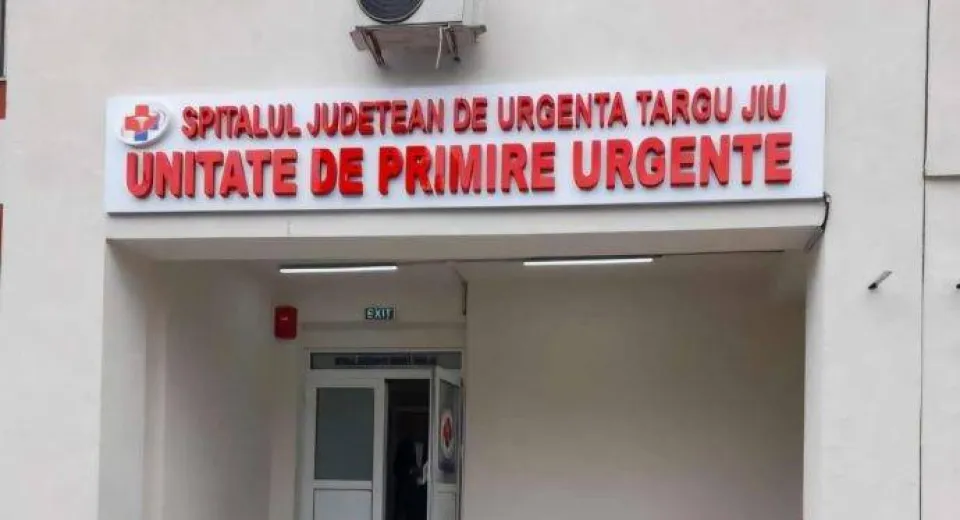 SPITALUL JUDETEAN DE URGENTA TARGU JIU
UNITATE DE PRIMIRE URGENTE
EXIT